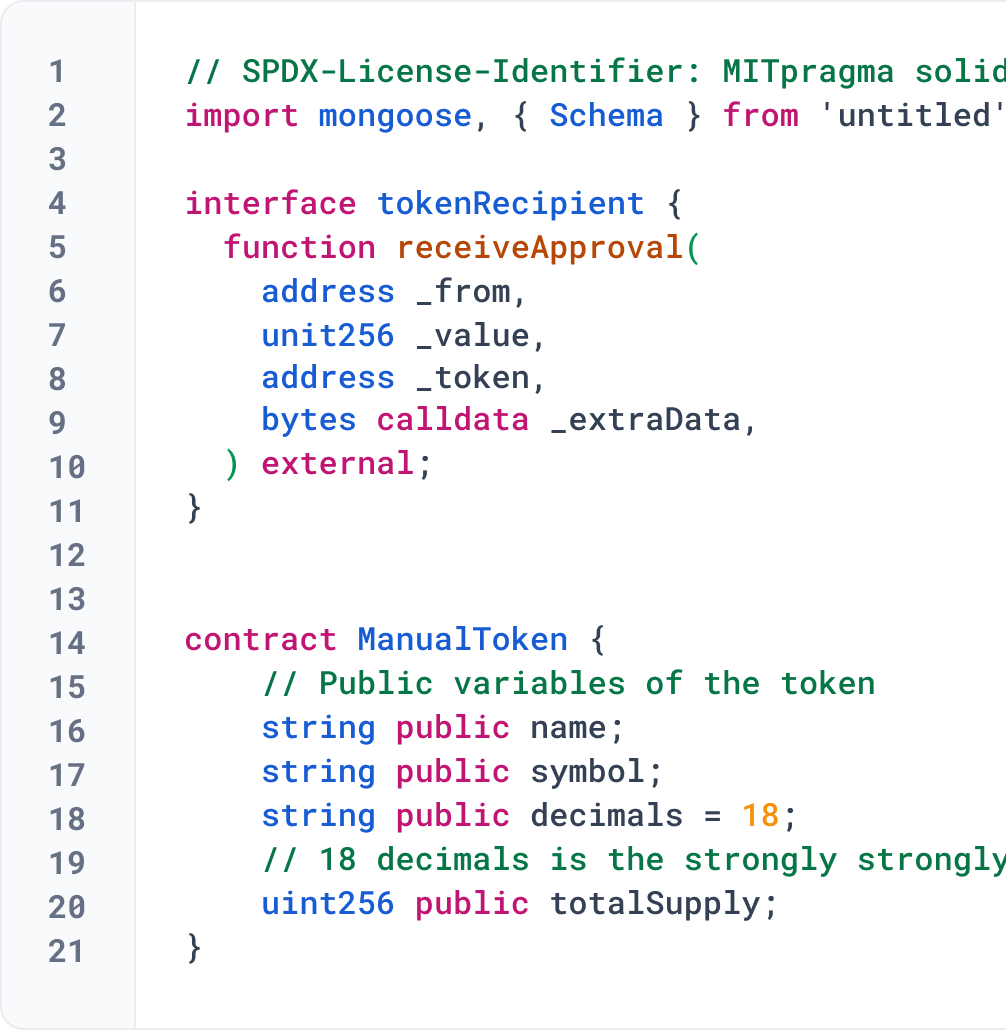 1 // SPDX-License-Identifier: MITpragma solid
2 import mongoose, { Schema } from 'untitled'
3
4 interface tokenRecipient {
5   function receiveApproval(
6     address _from,
7     unit256 _value,
8     address _token,
9     bytes calldata _extraData,
10   ) external;
11 }
12
13
14 contract ManualToken {
15     // Public variables of the token
16     string public name;
17     string public symbol;
18     string public decimals = 18;
19     // 18 decimals is the strongly strongly
20     uint256 public totalSupply;
21 }